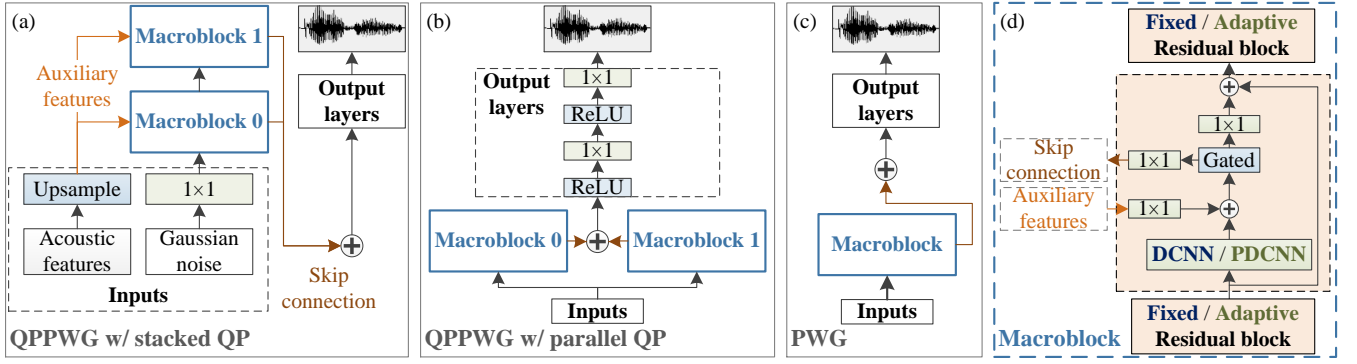 (a)
Macroblock 1
Auxiliary
features
Macroblock 0
Output
layers
Upsample
1×1
Acoustic
features
Gaussian
noise
Inputs
Skip
connection
QPPWG w/ stacked QP
(b)
Output
layers
1×1
ReLU
1×1
ReLU
Macroblock 0
Macroblock 1
Inputs
QPPWG w/ parallel QP
(c)
Output
layers
Macroblock
Inputs
PWG
(d)
Fixed / Adaptive
Residual block
1×1
Skip
connection
1×1
Gated
Auxiliary
features
1×1
DCNN / PDCNN
Fixed / Adaptive
Residual block
Macroblock